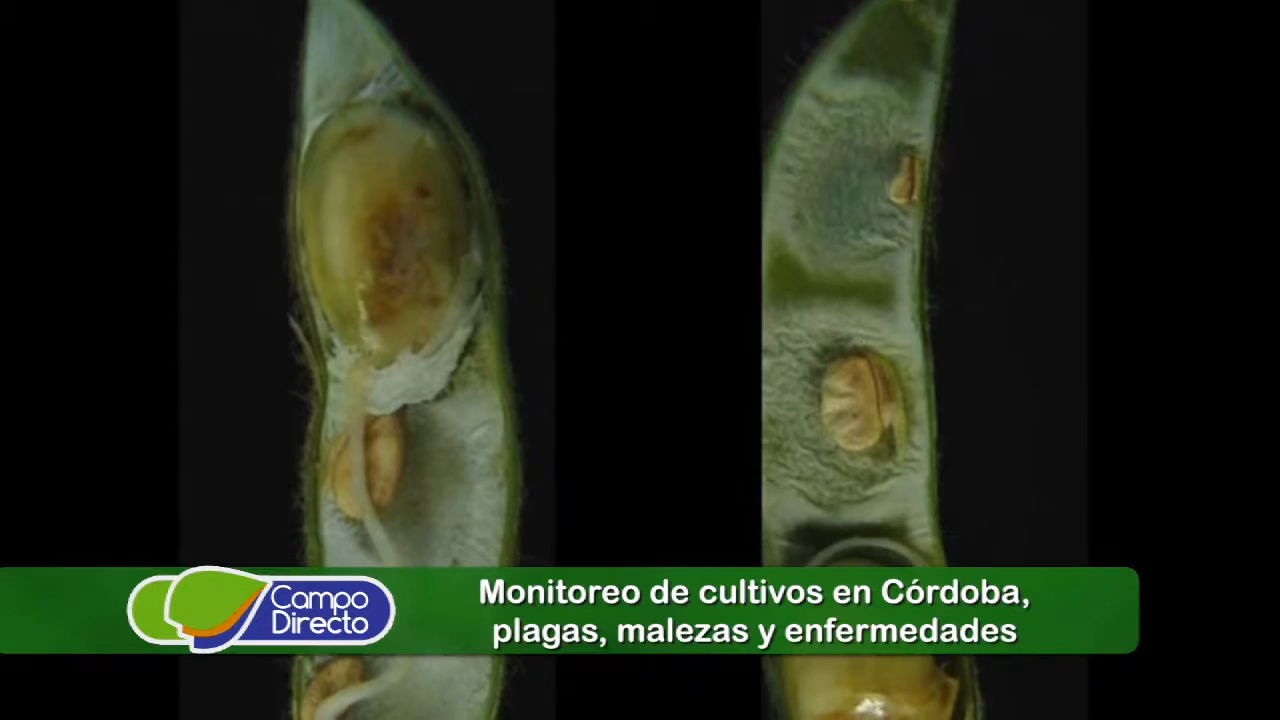 Campo
Directo
Monitoreo de cultivos en Córdoba,
plagas, malezas y enfermedades